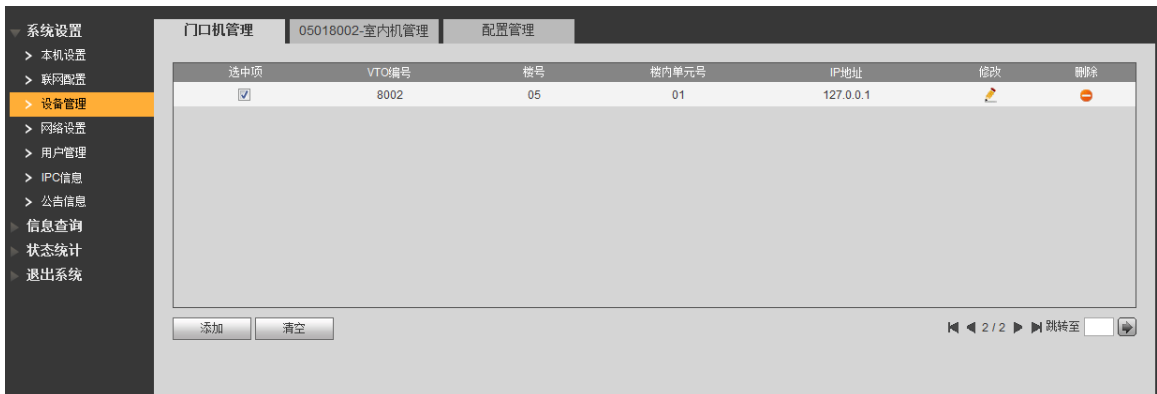 系统设置
本机设置
联网配置
设备管理
网络设置
用户管理
IPC信息
公告信息
信息查询
状态统计
退出系统
门口机管理 05018002-室内机管理 配置管理
选中项 VTO编号 楼号 楼内单元号 IP地址 修改 删除
8002 05 01 127.0.0.1
添加 清空 2 / 2 跳转至